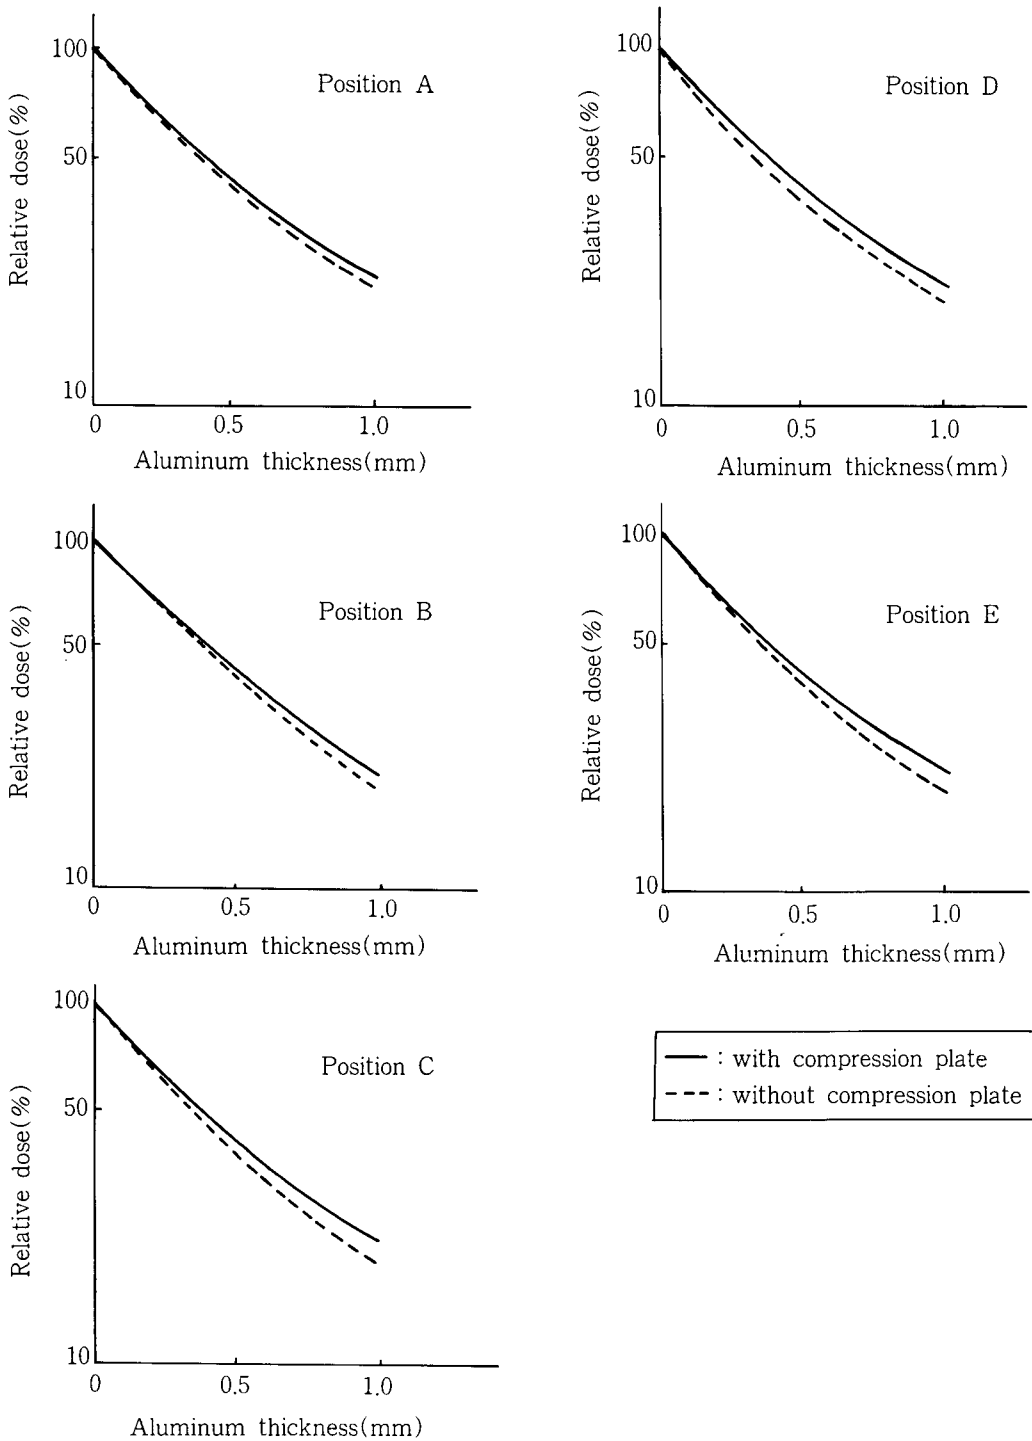 100
50
10
0 0.5 1.0
Relative dose(%)
Aluminum thickness(mm)
Position A
100
50
10
0 0.5 1.0
Relative dose(%)
Aluminum thickness(mm)
Position D
100
50
10
0 0.5 1.0
Relative dose(%)
Aluminum thickness(mm)
Position B
100
50
10
0 0.5 1.0
Relative dose(%)
Aluminum thickness(mm)
Position E
100
50
10
0 0.5 1.0
Relative dose(%)
Aluminum thickness(mm)
Position C
: with compression plate
: without compression plate